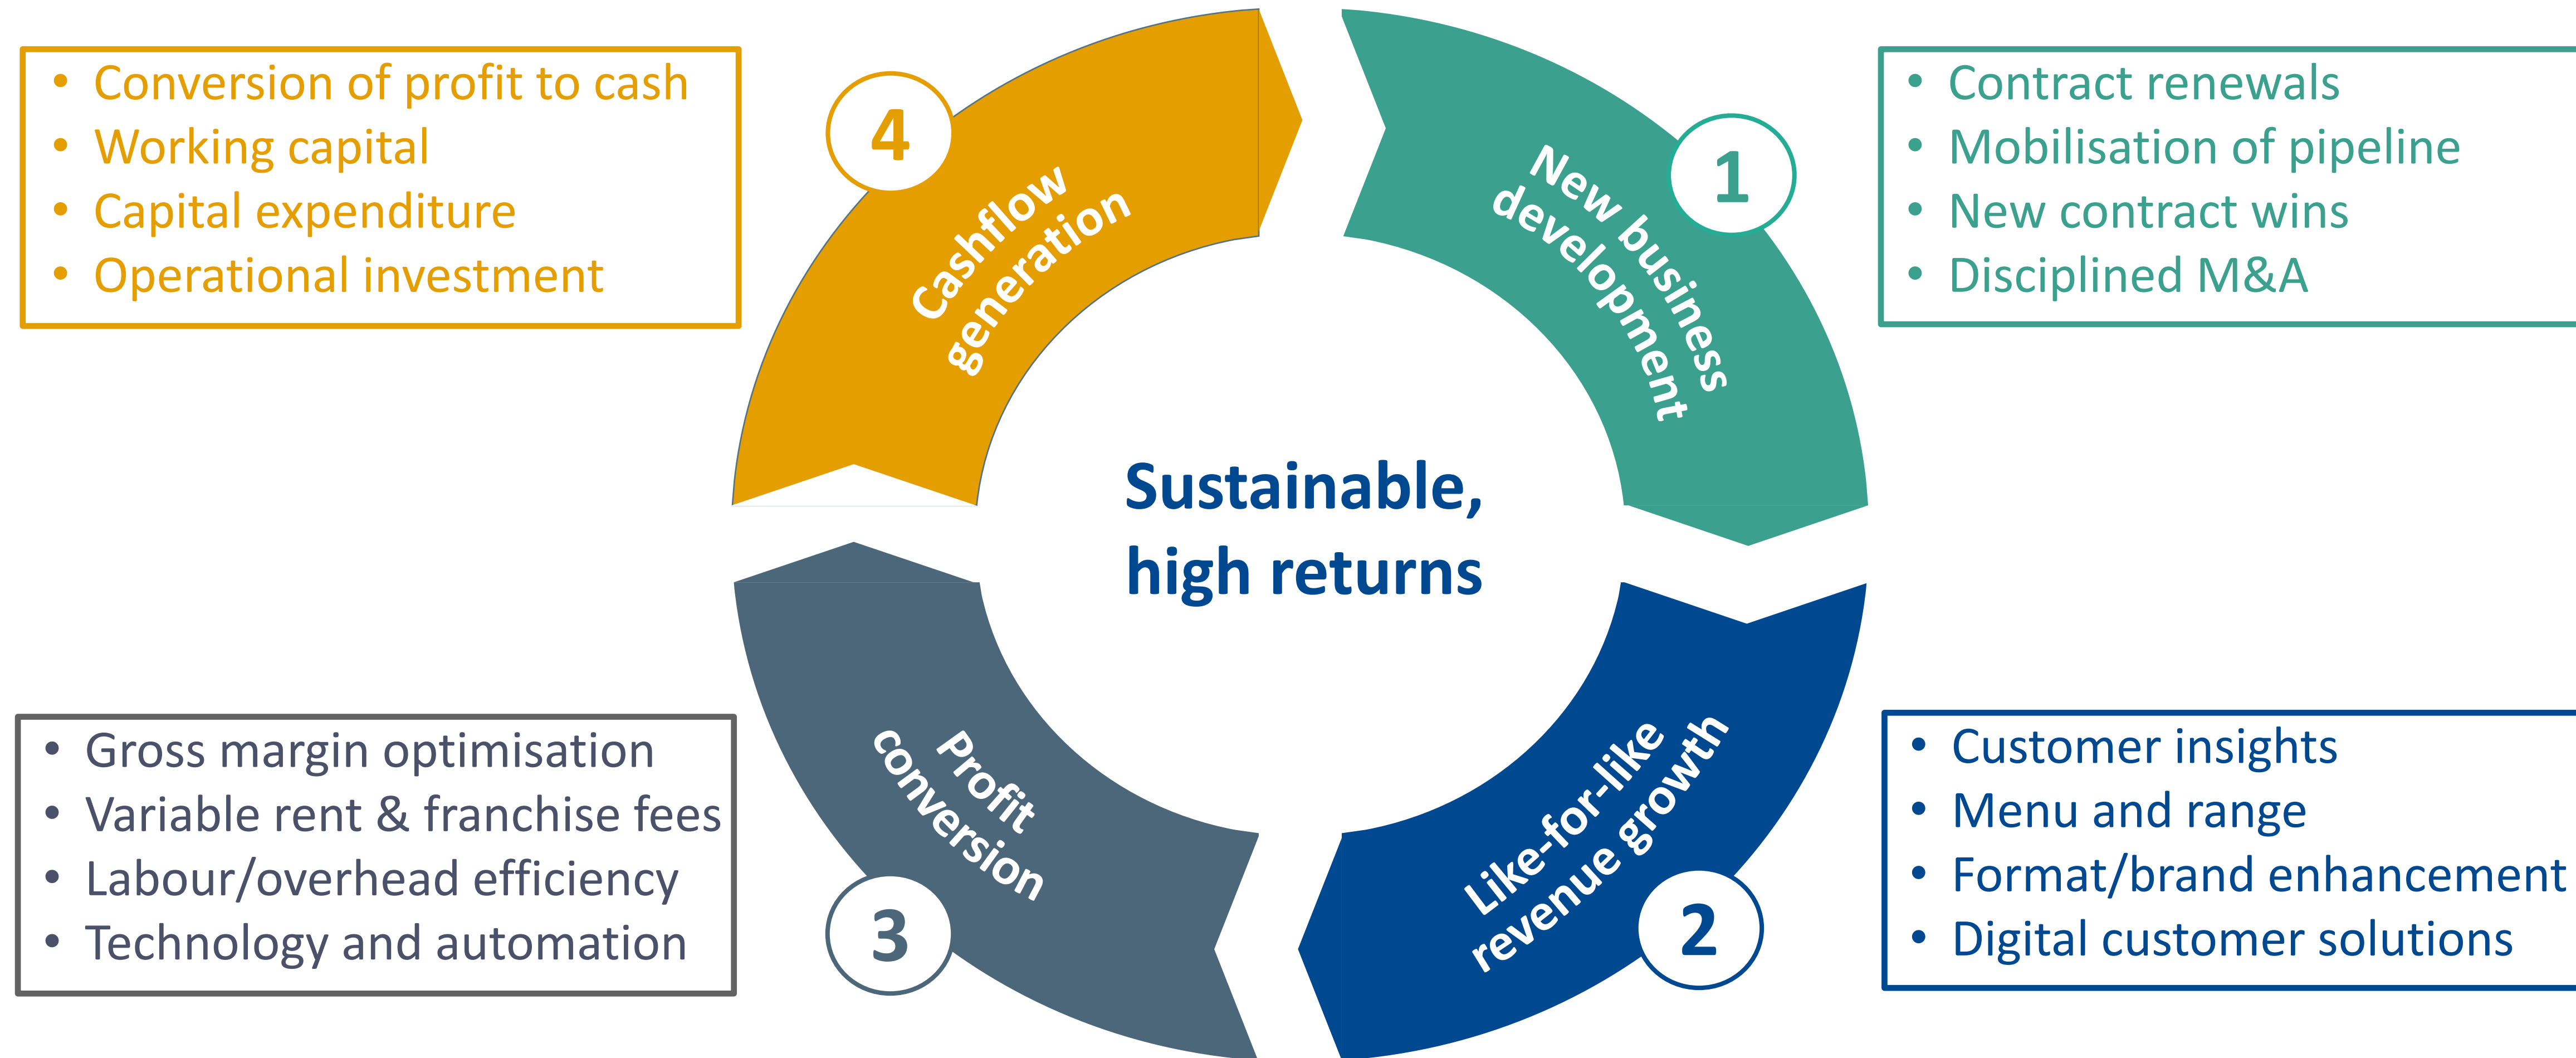 • Conversion of profit to cash
• Working capital
• Capital expenditure
• Operational investment
4
Cashflow
generation
1
New business
development
• Contract renewals
• Mobilisation of pipeline
• New contract wins
• Disciplined M&A
Sustainable,
high returns
• Gross margin optimisation
• Variable rent & franchise fees
• Labour/overhead efficiency
• Technology and automation
3
Profit
conversion
2
Like-for-like
revenue growth
• Customer insights
• Menu and range
• Format/brand enhancement
• Digital customer solutions